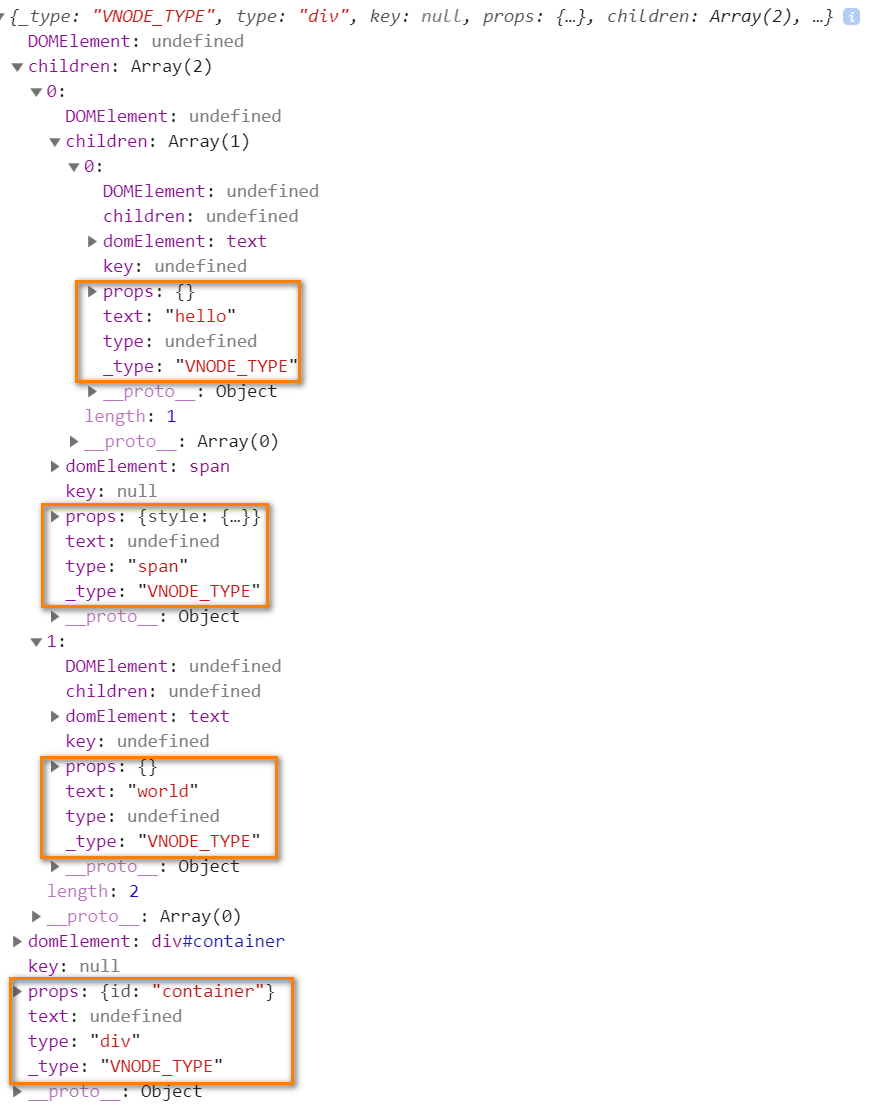 {_type: "VNODE_TYPE", type: "div", key: null, props: {…}, children: Array(2), …} i
DOMElement: undefined
children: Array(2)
0:
DOMElement: undefined
children: Array(1)
0:
DOMElement: undefined
children: undefined
domElement: text
key: undefined
props: {}
text: "hello"
type: undefined
_type: "VNODE_TYPE"
__proto__: Object
length: 1
__proto__: Array(0)
domElement: span
key: null
props: {style: {…}}
text: undefined
type: "span"
_type: "VNODE_TYPE"
__proto__: Object
1:
DOMElement: undefined
children: undefined
domElement: text
key: undefined
props: {}
text: "world"
type: undefined
_type: "VNODE_TYPE"
__proto__: Object
length: 2
__proto__: Array(0)
domElement: div#container
key: null
props: {id: "container"}
text: undefined
type: "div"
_type: "VNODE_TYPE"
__proto__: Object